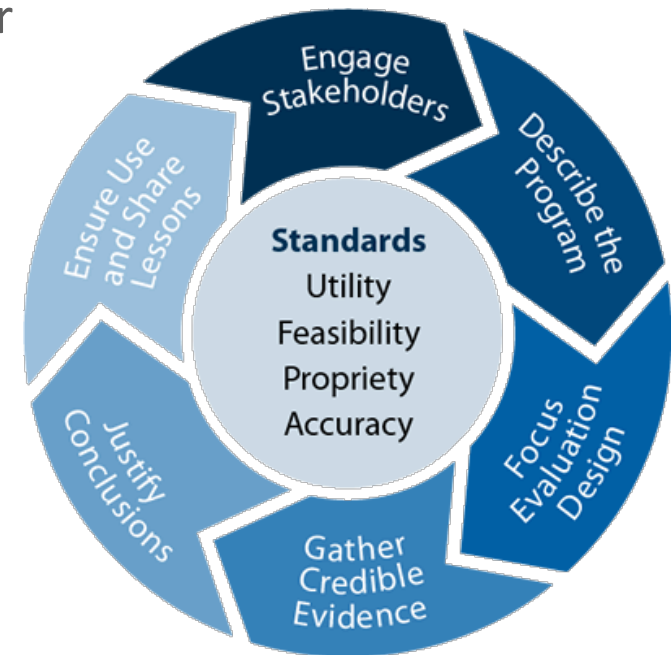 r
Engage
Stakeholders
Describe the
Program
Focus
Evaluation
Design
Gather
Credible
Evidence
Justify
Conclusions
Ensure Use
and Share
Lessons
Standards
Utility
Feasibility
Propriety
Accuracy